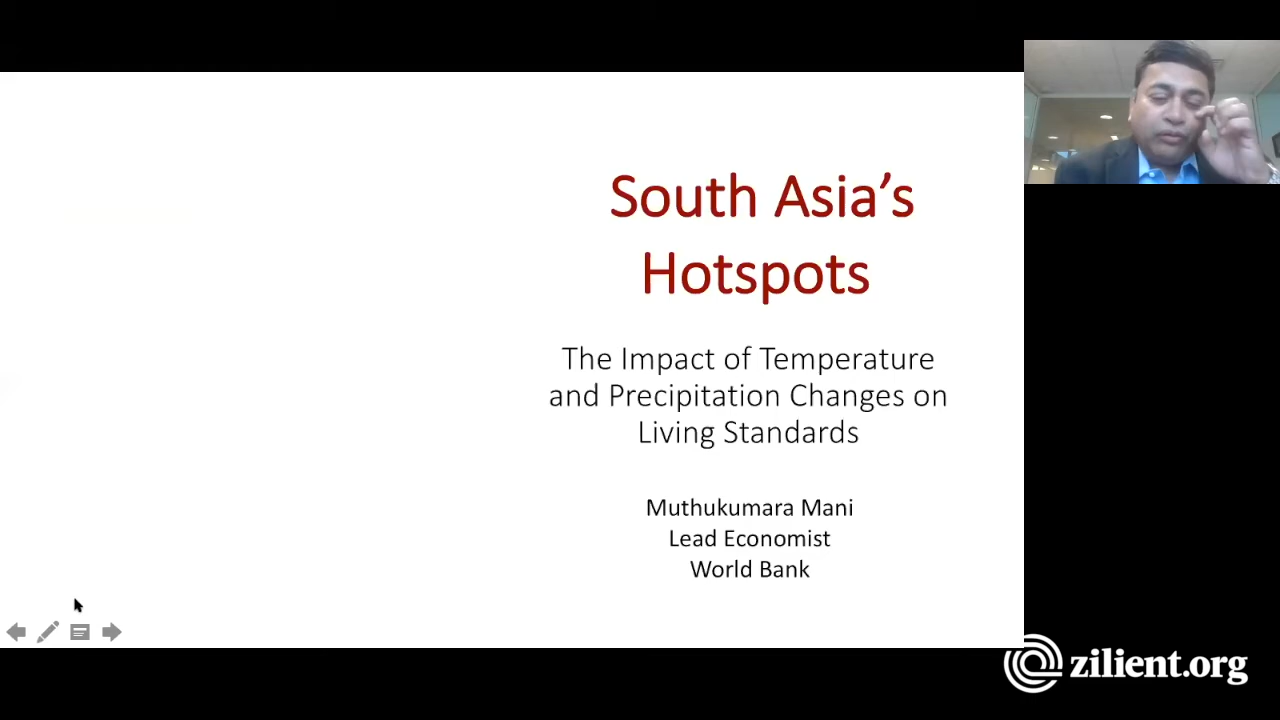 South Asia’s
Hotspots
The Impact of Temperature
and Precipitation Changes on
Living Standards
Muthukumara Mani
Lead Economist
World Bank
zilient.org